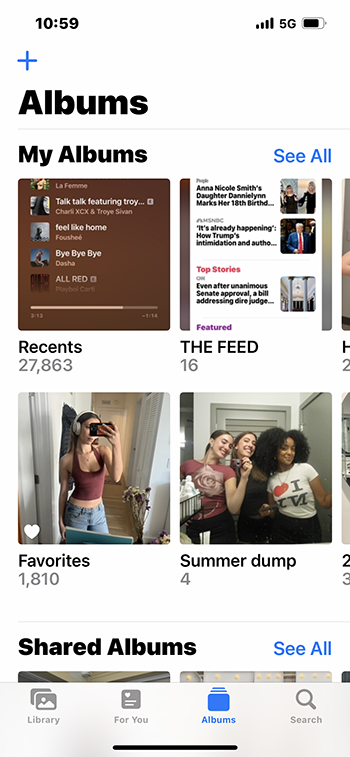 10:59
5G
Albums
My Albums
See All
La Femme
Talk talk featuring troy...
Charli XCX & Troye Sivan
feel like home
Fousheé
Bye Bye Bye
Dasha
ALL RED
Playboi Carti
3:13
-1:14
People
Anna Nicole Smith's
Daughter Dannielynn
Marks Her 18th Birthd...
MSNBC
'It's already happening':
How Trump's
intimidation and autho...
Top Stories
CNN
Even after unanimous
Senate approval, a bill
addressing dire judge...
Featured
Recents
27,863
THE FEED
16
H
2
Favorites
1,810
Summer dump
4
2
3
Shared Albums
See All
Library
For You
Albums
Search